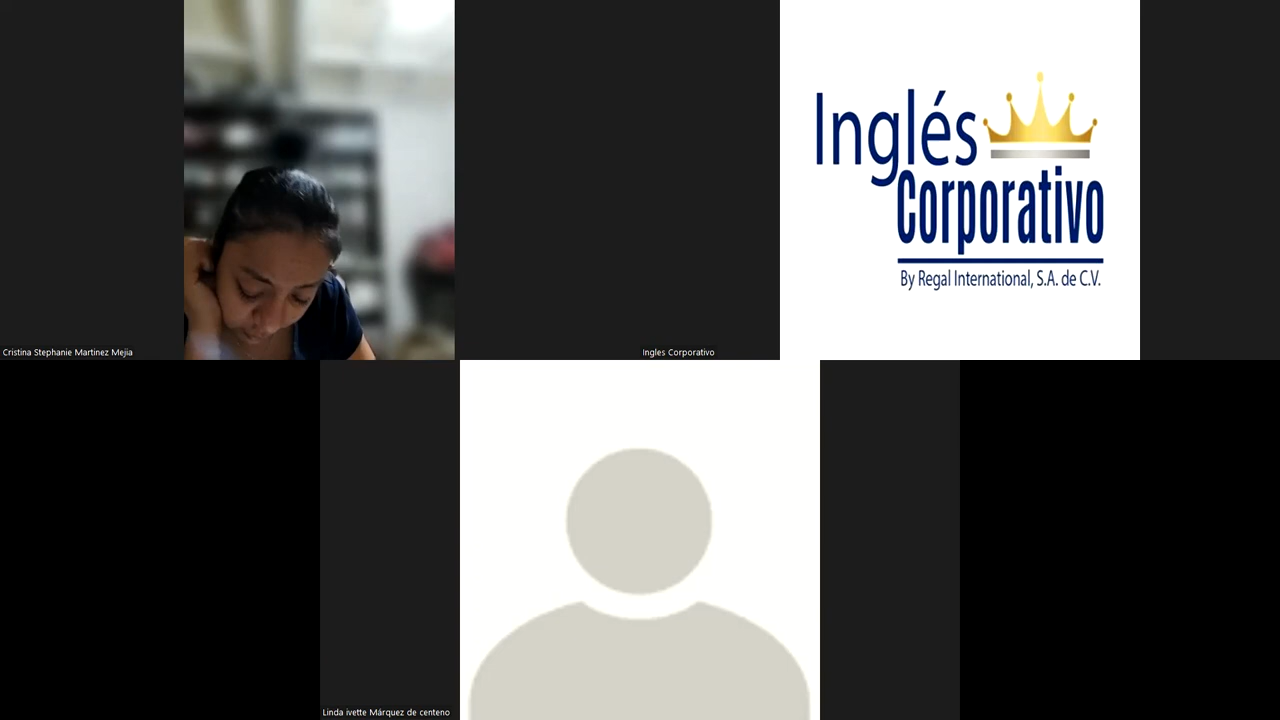 Inglés
Corporativo
By Regal International, S.A. de C.V.
Cristina Stephanie Martinez Mejia
Ingles Corporativo
Linda ivette Márquez de centeno